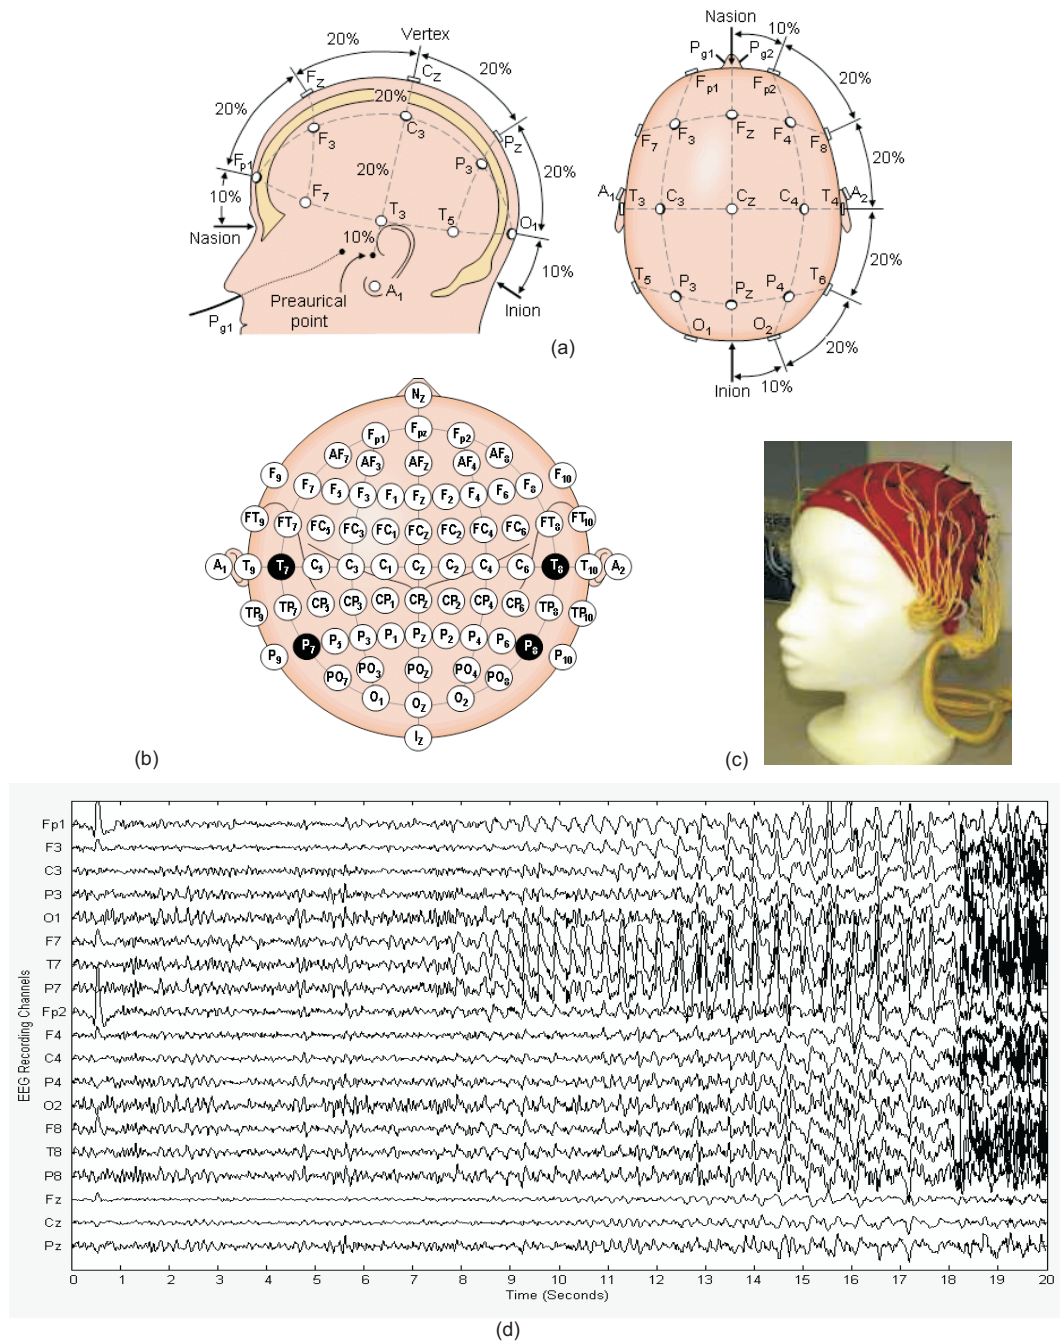 20%
Vertex
20%
20%
20%
20%
20%
10%
10%
10%
Fz
Cz
Pz
F3
C3
P3
Fp1
F7
T3
T5
O1
A1
Pg1
Nasion
Preaurical
point
Inion
Nasion
10%
Pg1
Pg2
20%
Fp1
Fp2
F7
F3
Fz
F4
F8
20%
A1
T3
C3
Cz
C4
T4
A2
20%
T5
P3
Pz
P4
T6
O1
O2
20%
10%
Inion
(a)
Nz
Fp1
Fpz
Fp2
AF7
AF3
AFz
AF4
AF8
F9
F7
F5
F3
F1
Fz
F2
F4
F6
F8
F10
FT9
FT7
FC5
FC3
FC1
FCz
FC2
FC4
FC6
FT8
FT10
A1
T9
T7
C5
C3
C1
Cz
C2
C4
C6
T8
T10
A2
TP9
TP7
CP5
CP3
CP1
CPz
CP2
CP4
CP6
TP8
TP10
P9
P7
P5
P3
P1
Pz
P2
P4
P6
P8
P10
PO7
PO3
POz
PO4
PO8
O1
Oz
O2
Iz
(b)
(c)
EEG Recording Channels
Fp1
F3
C3
P3
O1
F7
T7
P7
Fp2
F4
C4
P4
O2
F8
T8
P8
Fz
Cz
Pz
0 1 2 3 4 5 6 7 8 9 10 11 12 13 14 15 16 17 18 19 20
Time (Seconds)
(d)